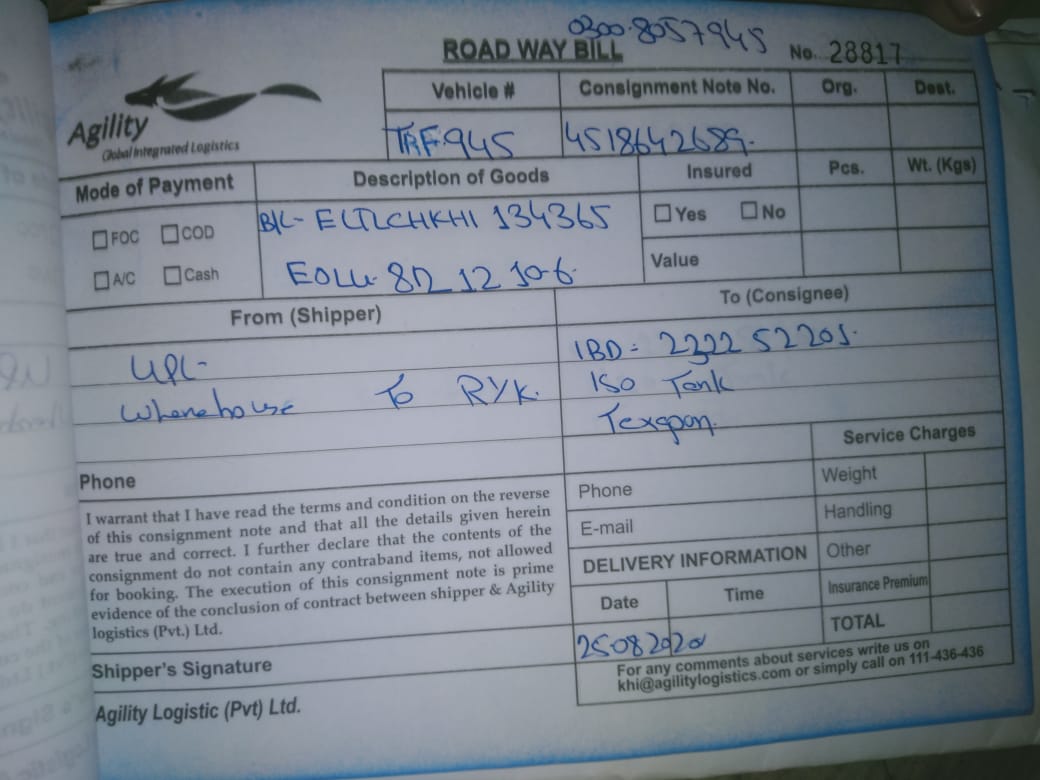 0300-8057945
ROAD WAY BILL No. 28817
Agility
Global Integrated Logistics
Vehicle # Consignment Note No. Org. Dest.
TRF-945 4518642689.
Mode of Payment Description of Goods Insured Pcs. Wt. (Kgs)
FOC COD Yes No
A/C Cash Value
B/L- ECTLCHKHI 134365
EOLU- 82 12 10-6
From (Shipper) To (Consignee)
UPL- IBD= 2222 52201.
Wharehouse To RYK. ISO Tank
Texapon.
Phone
I warrant that I have read the terms and condition on the reverse
of this consignment note and that all the details given herein
are true and correct. I further declare that the contents of the
consignment do not contain any contraband items, not allowed
for booking. The execution of this consignment note is prime
evidence of the conclusion of contract between shipper & Agility
logistics (Pvt.) Ltd.
Shipper's Signature
Agility Logistic (Pvt) Ltd.
Service Charges
Phone Weight
E-mail Handling
DELIVERY INFORMATION Other
Date Time Insurance Premium
25082020 TOTAL
For any comments about services write us on
khi@agilitylogistics.com or simply call on 111-436-436